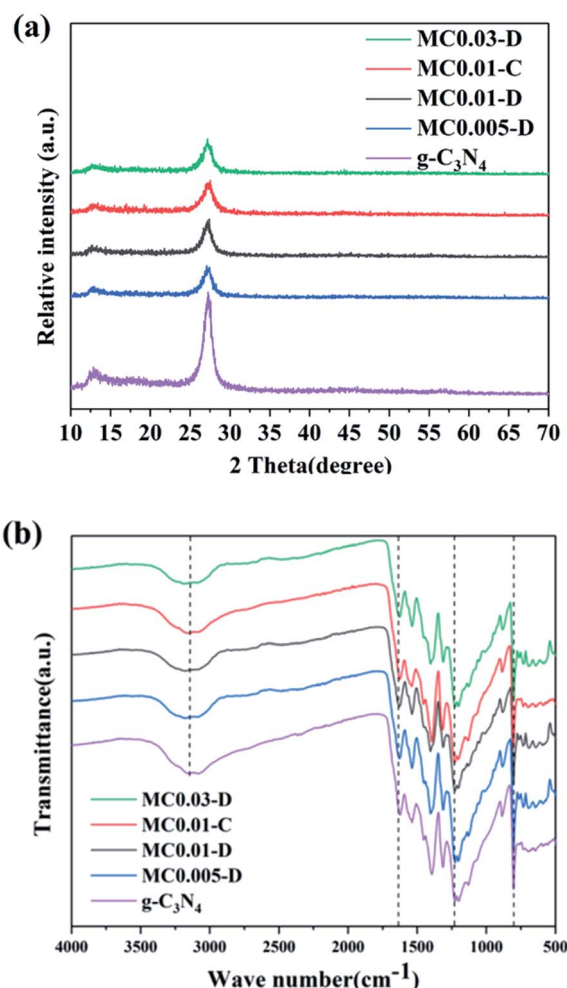 (a)
MC0.03-D
MC0.01-C
MC0.01-D
MC0.005-D
g-C₃N₄
Relative intensity (a.u.)
10 15 20 25 30 35 40 45 50 55 60 65 70
2 Theta(degree)
(b)
Transmittance(a.u.)
MC0.03-D
MC0.01-C
MC0.01-D
MC0.005-D
g-C₃N₄
4000 3500 3000 2500 2000 1500 1000 500
Wave number(cm⁻¹)